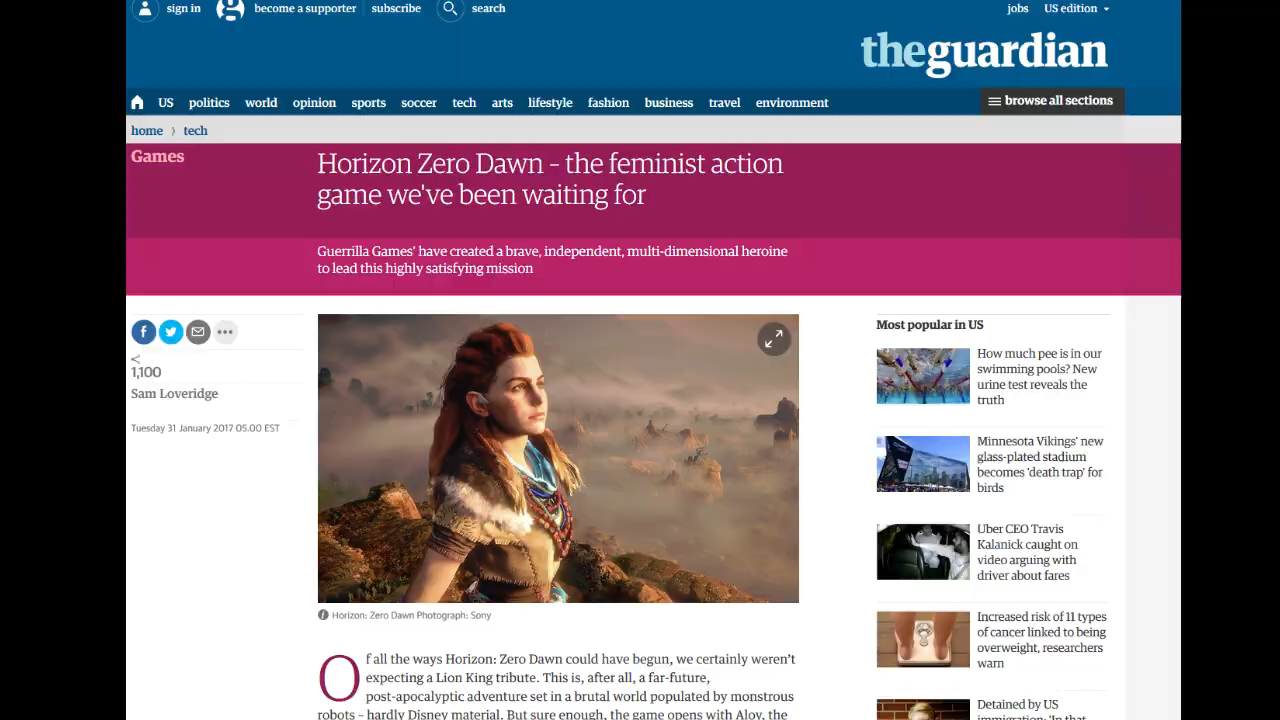 sign in
become a supporter
subscribe
search
jobs
US edition
theguardian
US
politics
world
opinion
sports
soccer
tech
arts
lifestyle
fashion
business
travel
environment
browse all sections
home › tech
Games
Horizon Zero Dawn – the feminist action
game we've been waiting for
Guerrilla Games' have created a brave, independent, multi-dimensional heroine
to lead this highly satisfying mission
1,100
Sam Loveridge
Tuesday 31 January 2017 05.00 EST
Horizon: Zero Dawn Photograph: Sony
Of all the ways Horizon: Zero Dawn could have begun, we certainly weren't
expecting a Lion King tribute. This is, after all, a far-future,
post-apocalyptic adventure set in a brutal world populated by monstrous
robots – hardly Disney material. But sure enough, the game opens with Aloy, the
Most popular in US
How much pee is in our
swimming pools? New
urine test reveals the
truth
Minnesota Vikings' new
glass-plated stadium
becomes 'death trap' for
birds
Uber CEO Travis
Kalanick caught on
video arguing with
driver about fares
Increased risk of 11 types
of cancer linked to being
overweight, researchers
warn
Detained by US
immigration: 'In that